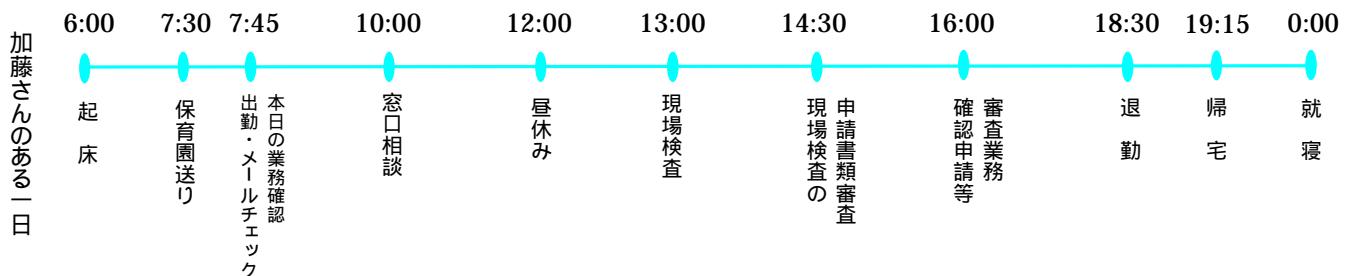 加藤さんのある一日
6:00
起床
7:30
保育園送り
7:45
出勤・メールチェック
本日の業務確認
10:00
窓口相談
12:00
昼休み
13:00
現場検査
14:30
現場検査の
申請書類審査
16:00
確認申請等
審査業務
18:30
退勤
19:15
帰宅
0:00
就寝